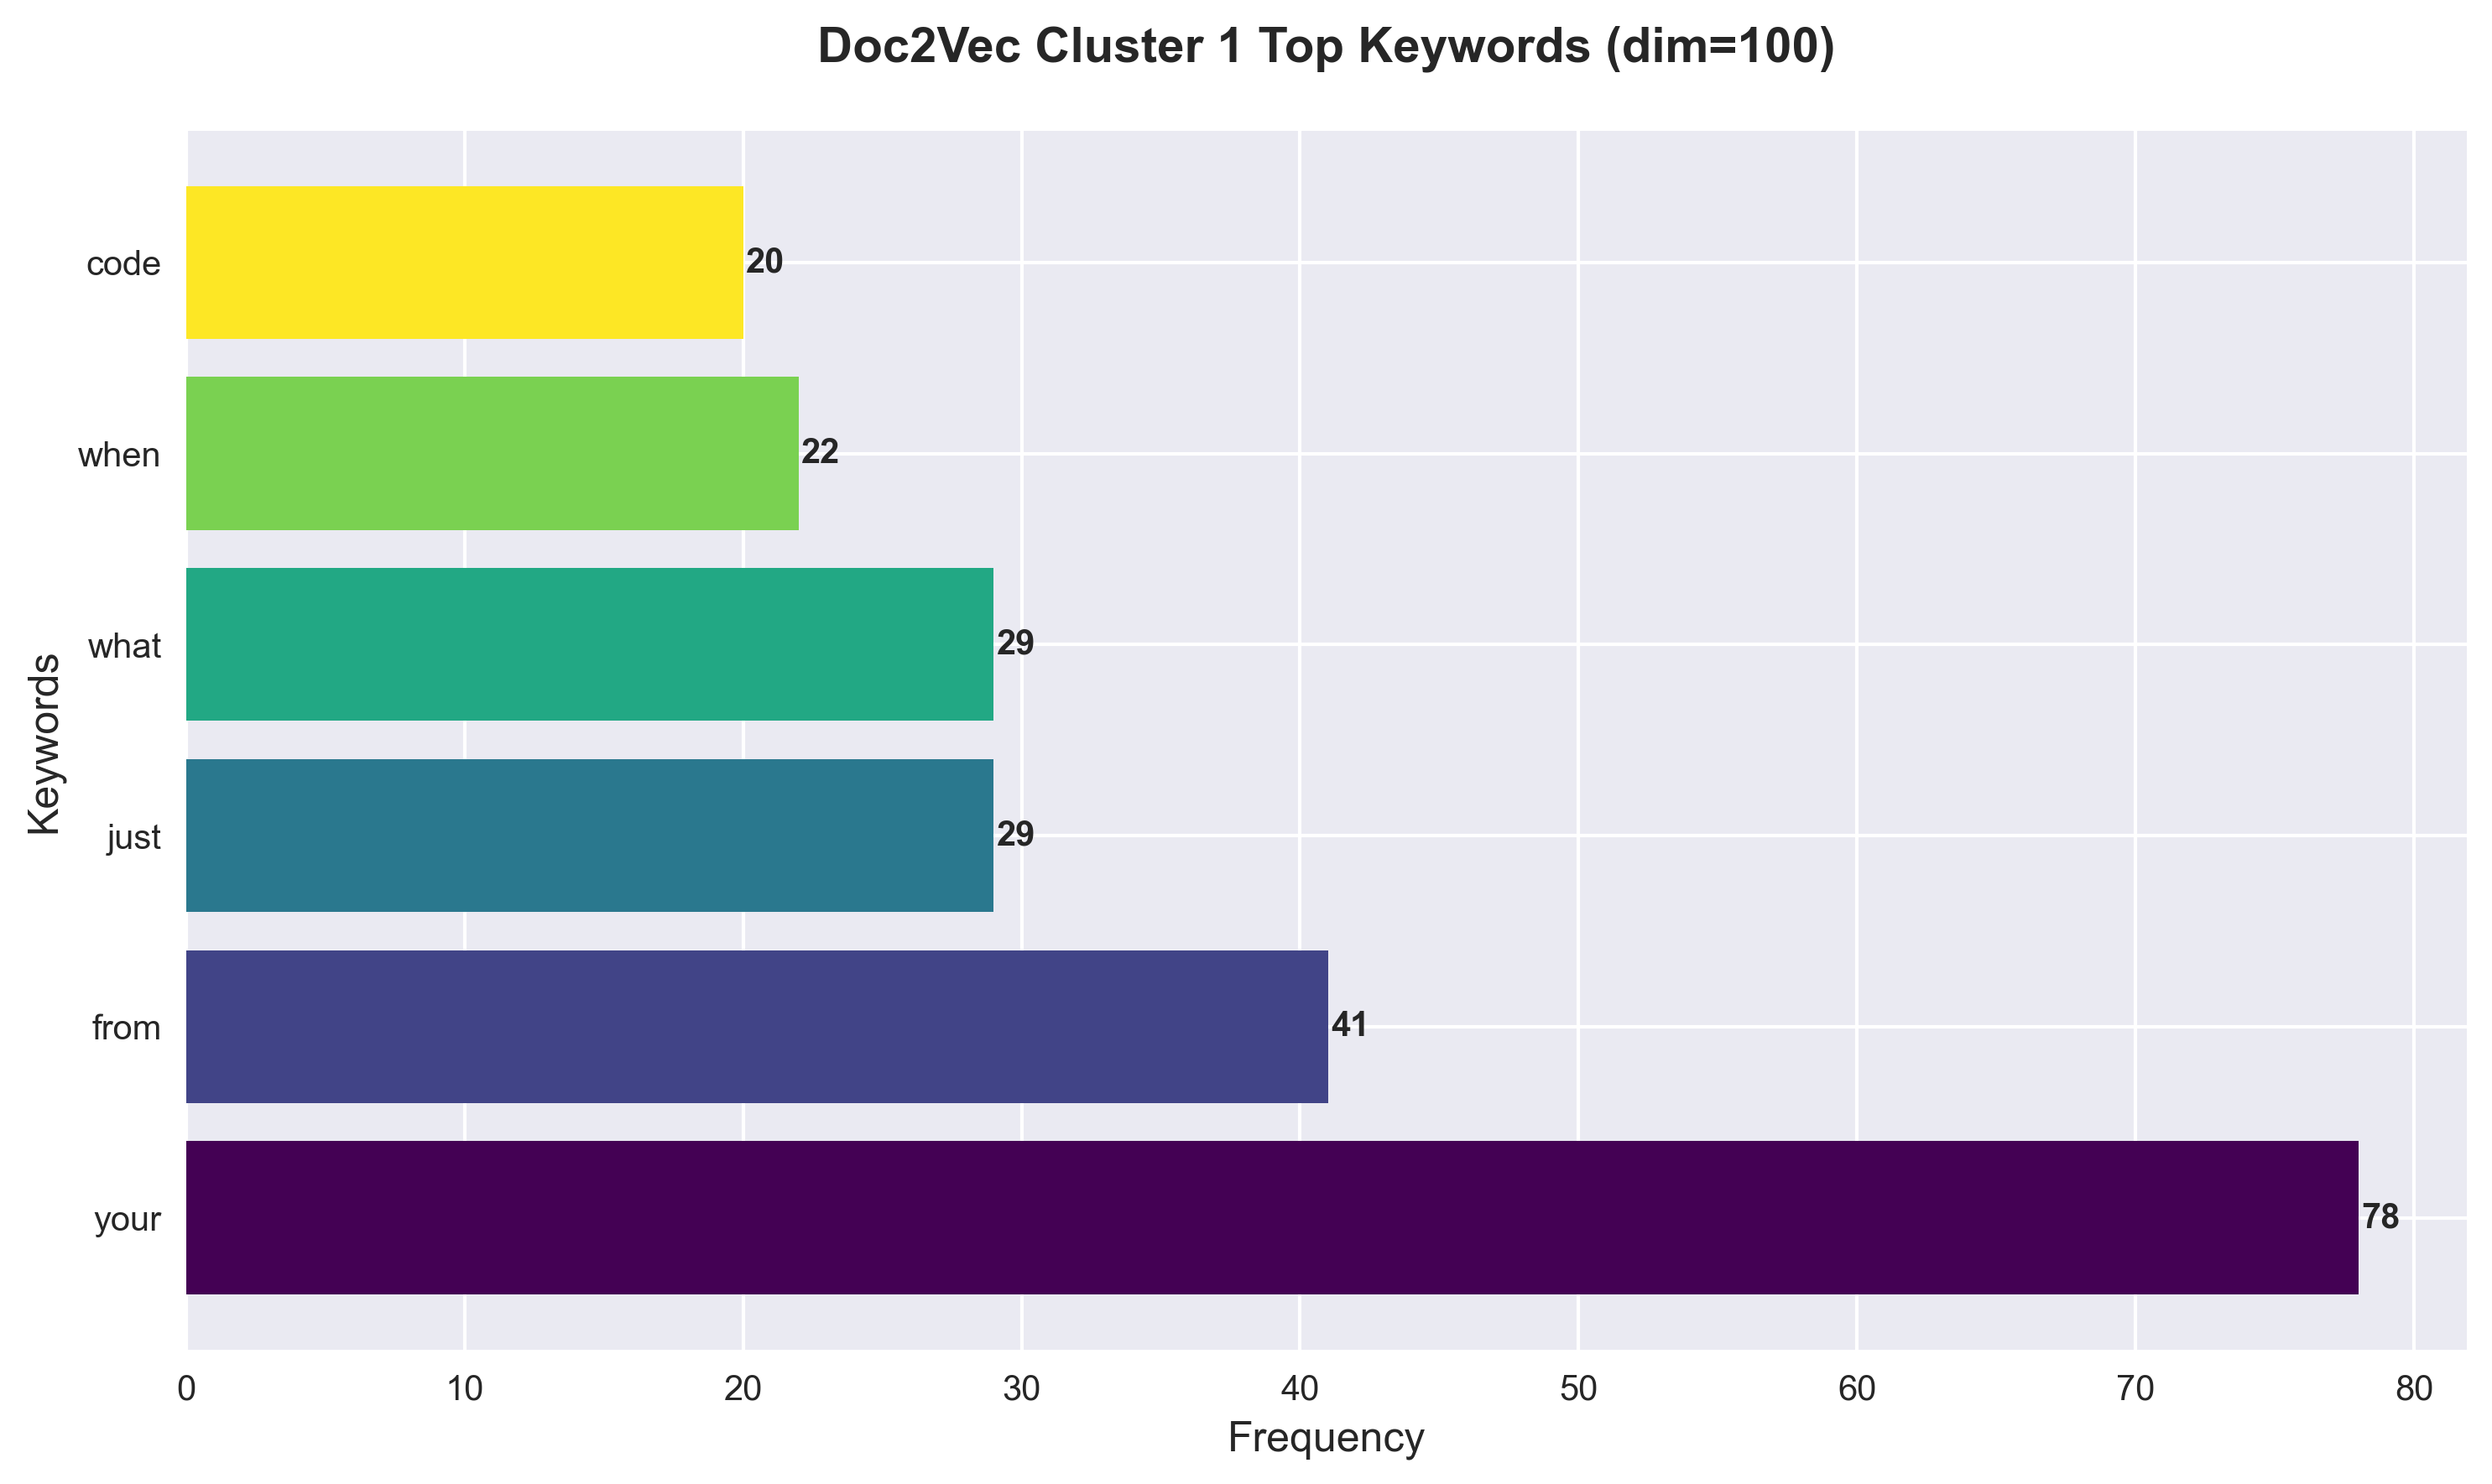 Doc2Vec Cluster 1 Top Keywords (dim=100)
Keywords
code 20
when 22
what 29
just 29
from 41
your 78
0 10 20 30 40 50 60 70 80
Frequency